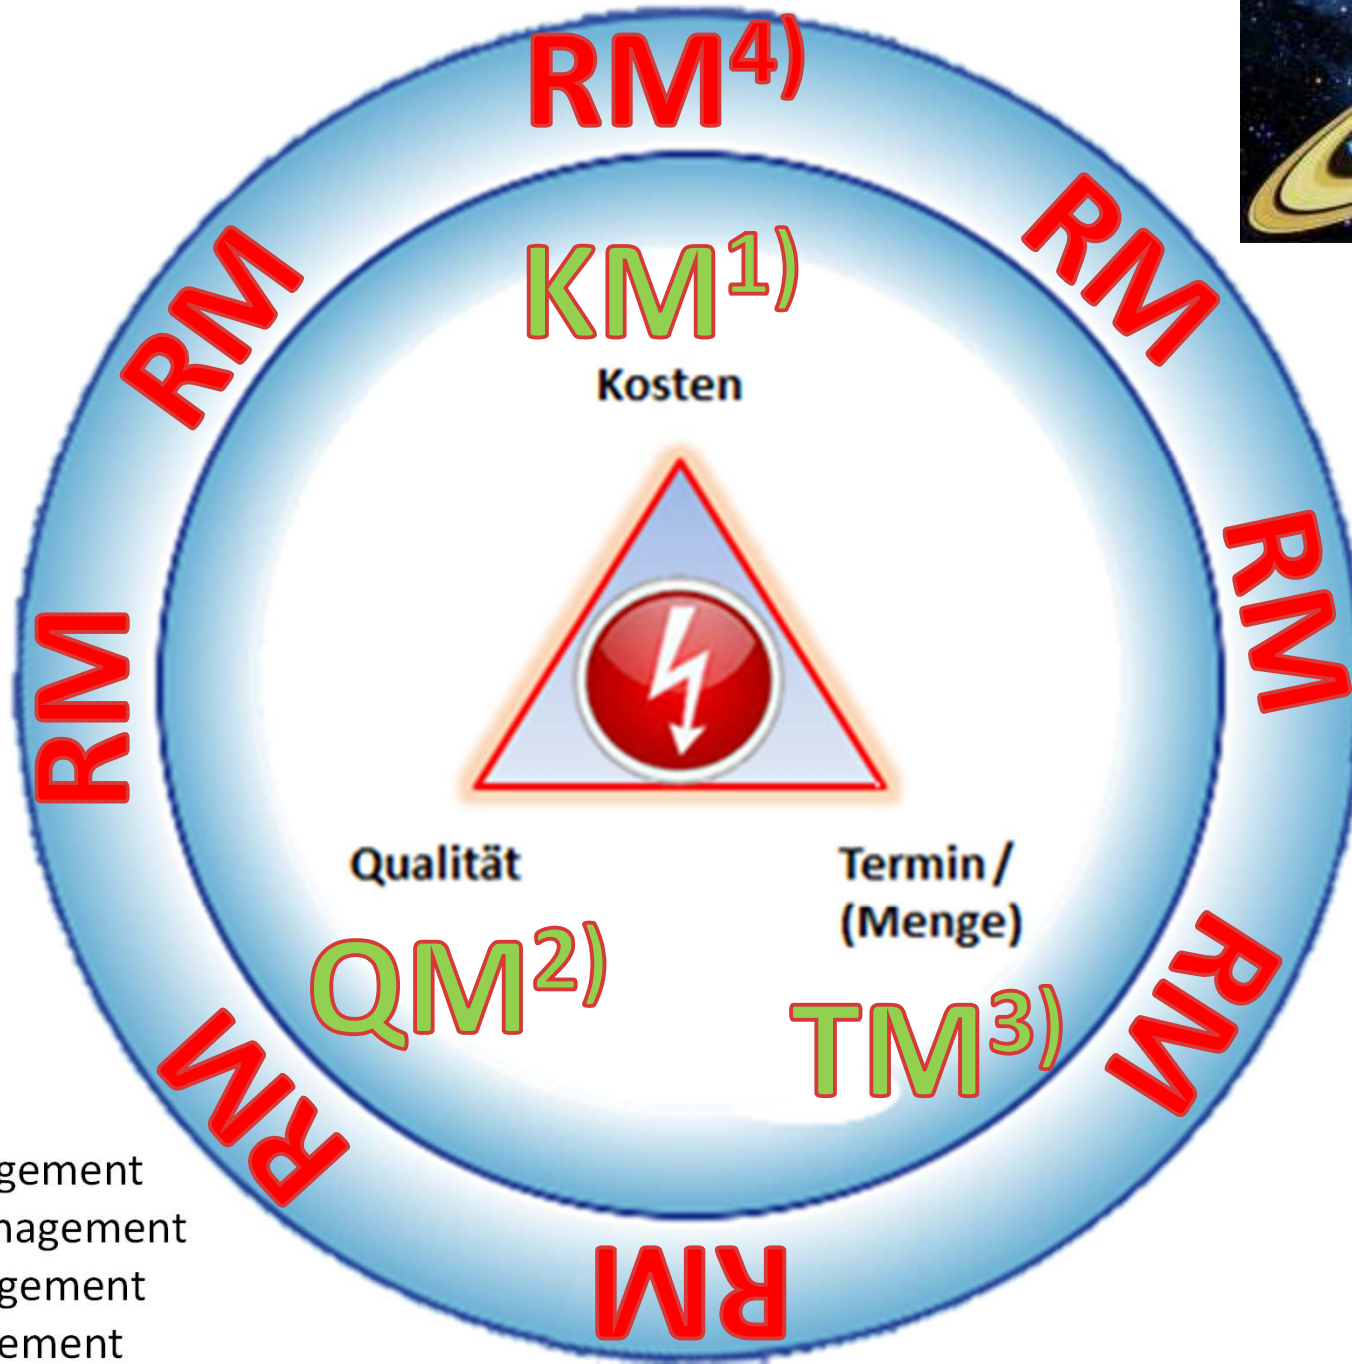 RM4)
RM
RM
KM1)
Kosten
RM
RM
Qualität
Termin /
(Menge)
QM2)
TM3)
RM
RM
RM
gement
nagement
gement
ement